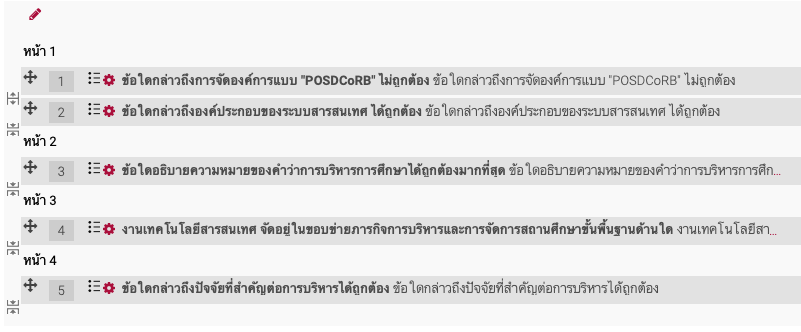 หน้า 1
1 ข้อใดกล่าวถึงการจัดองค์การแบบ "POSDCoRB" ไม่ถูกต้อง ข้อใดกล่าวถึงการจัดองค์การแบบ "POSDCoRB" ไม่ถูกต้อง
2 ข้อใดกล่าวถึงองค์ประกอบของระบบสารสนเทศ ได้ถูกต้อง ข้อใดกล่าวถึงองค์ประกอบของระบบสารสนเทศ ได้ถูกต้อง
หน้า 2
3 ข้อใดอธิบายความหมายของคำว่าการบริหารการศึกษาได้ถูกต้องมากที่สุด ข้อใดอธิบายความหมายของคำว่าการบริหารการศึก...
หน้า 3
4 งานเทคโนโลยีสารสนเทศ จัดอยู่ในขอบข่ายภารกิจการบริหารและการจัดการสถานศึกษาขั้นพื้นฐานด้านใด งานเทคโนโลยีสา...
หน้า 4
5 ข้อใดกล่าวถึงปัจจัยที่สำคัญต่อการบริหารได้ถูกต้อง ข้อใดกล่าวถึงปัจจัยที่สำคัญต่อการบริหารได้ถูกต้อง